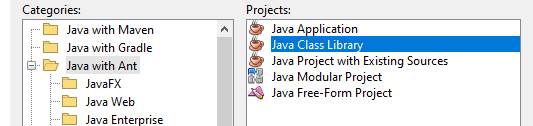 Categories:
Java with Maven
Java with Gradle
Java with Ant
JavaFX
Java Web
Java Enterprise
Projects:
Java Application
Java Class Library
Java Project with Existing Sources
Java Modular Project
Java Free-Form Project